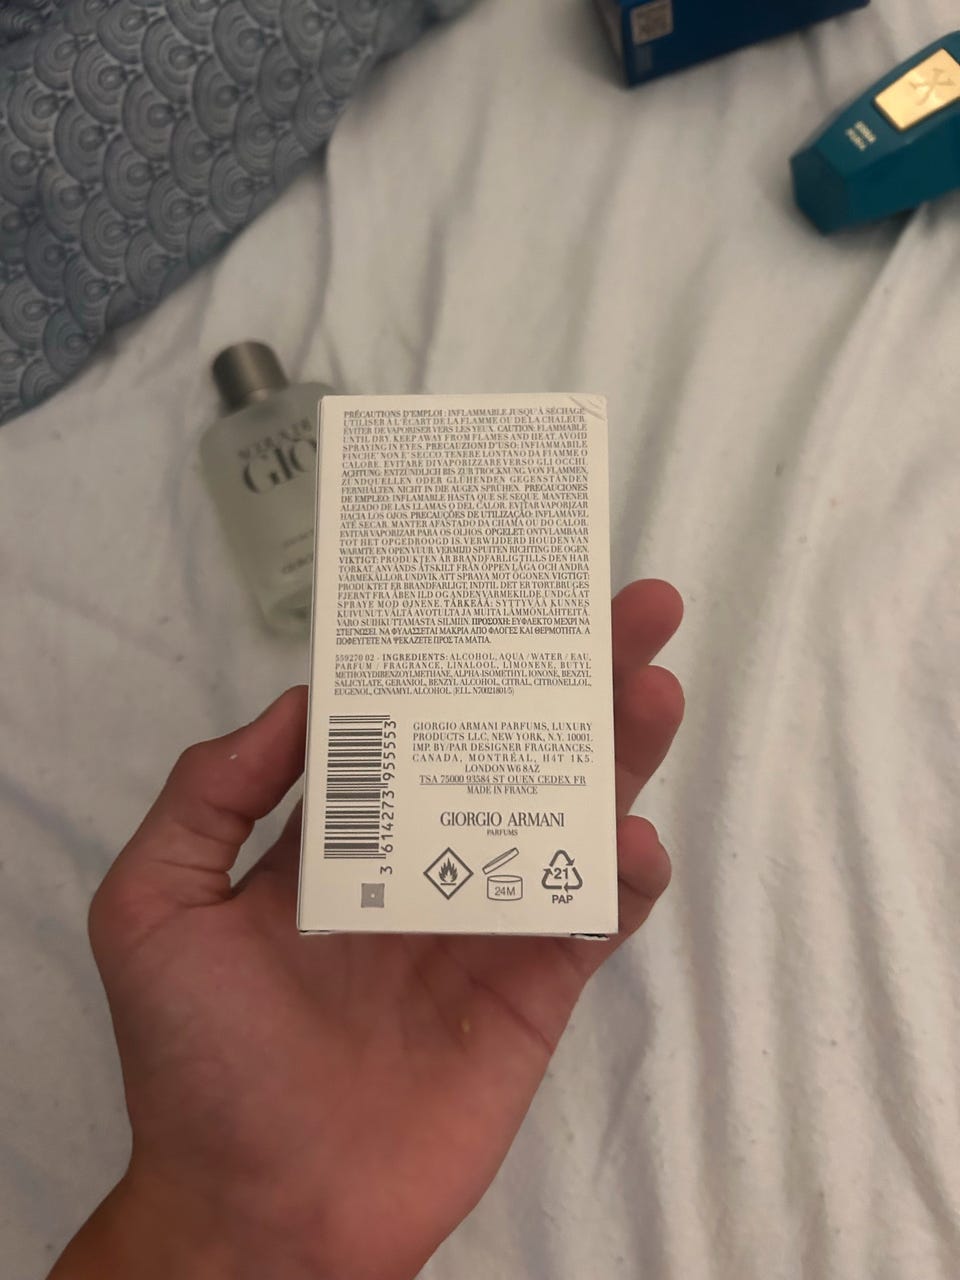 ACQUA DI
GIO
PRÉCAUTIONS D'EMPLOI : INFLAMMABLE JUSQU'À SÉCHAGE.
UTILISER À L'ÉCART DE LA FLAMME OU DE LA CHALEUR.
ÉVITER DE VAPORISER VERS LES YEUX. CAUTION: FLAMMABLE
UNTIL DRY. KEEP AWAY FROM FLAMES AND HEAT. AVOID
SPRAYING IN EYES. PRECAUZIONI D'USO: INFIAMMABILE
FINCHE' NON E' SECCO. TENERE LONTANO DA FIAMME O
CALORE. EVITARE DI VAPORIZZARE VERSO GLI OCCHI.
ACHTUNG: ENTZÜNDLICH BIS ZUR TROCKNUNG VON FLAMMEN,
ZÜNDQUELLEN ODER GLÜHENDEN GEGENSTÄNDEN
FERNHALTEN. NICHT IN DIE AUGEN SPRÜHEN. PRECAUCIONES
DE EMPLEO: INFLAMABLE HASTA QUE SE SEQUE. MANTENER
ALEJADO DE LAS LLAMAS O DEL CALOR. EVITAR VAPORIZAR
HACIA LOS OJOS. PRECAUÇÕES DE UTILIZAÇÃO: INFLAMÁVEL
ATÉ SECAR. MANTER AFASTADO DA CHAMA OU DO CALOR.
EVITAR VAPORIZAR PARA OS OLHOS. OPGELET: ONTVLAMBAAR
TOT HET OPGEDROOGD IS. VERWIJDERD HOUDEN VAN
WARMTE EN OPEN VUUR. VERMIJD SPUITEN RICHTING DE OGEN.
VIKTIGT: PRODUKTEN ÄR BRANDFARLIG TILLS DEN HAR
TORKAT. ANVÄNDS ÅTSKILT FRÅN ÖPPEN LÅGA OCH ANDRA
VÄRMEKÄLLOR. UNDVIK ATT SPRAYA MOT ÖGONEN. VIGTIGT:
PRODUKTET ER BRANDFARLIGT, INDTIL DET ER TØRT. BRUGES
FJERNT FRA ÅBEN ILD OG ANDEN VARMEKILDE. UNDGÅ AT
SPRAYE MOD ØJNENE. TÄRKEÄÄ: SYTTYVÄÄ KUNNES
KUIVUNUT. VÄLTÄ AVOTULTA JA MUITA LÄMMÖNLÄHTEITÄ.
VARO SUIHKUTTAMASTA SILMIIN. ΠΡΟΣΟΧΗ: ΕΥΦΛΕΚΤΟ ΜΕΧΡΙ ΝΑ
ΣΤΕΓΝΩΣΕΙ. ΝΑ ΦΥΛΑΣΣΕΤΑΙ ΜΑΚΡΙΑ ΑΠΟ ΦΛΟΓΕΣ ΚΑΙ ΘΕΡΜΟΤΗΤΑ. Α
ΠΟΦΕΥΓΕΤΕ ΝΑ ΨΕΚΑΖΕΤΕ ΠΡΟΣ ΤΑ ΜΑΤΙΑ.
559270 02 - INGREDIENTS: ALCOHOL, AQUA / WATER / EAU,
PARFUM / FRAGRANCE, LINALOOL, LIMONENE, BUTYL
METHOXYDIBENZOYLMETHANE, ALPHA-ISOMETHYL IONONE, BENZYL
SALICYLATE, GERANIOL, BENZYL ALCOHOL, CITRAL, CITRONELLOL,
EUGENOL, CINNAMYL ALCOHOL. (F.I.L. N70021801/5)
3 614273 955553
GIORGIO ARMANI PARFUMS, LUXURY
PRODUCTS LLC, NEW YORK, N.Y. 10001.
IMP. BY/PAR DESIGNER FRAGRANCES,
CANADA, MONTRÉAL, H4T 1K5.
LONDON W6 8AZ
TSA 75000 93584 ST OUEN CEDEX FR
MADE IN FRANCE
GIORGIO ARMANI
PARFUMS
24M
21
PAP